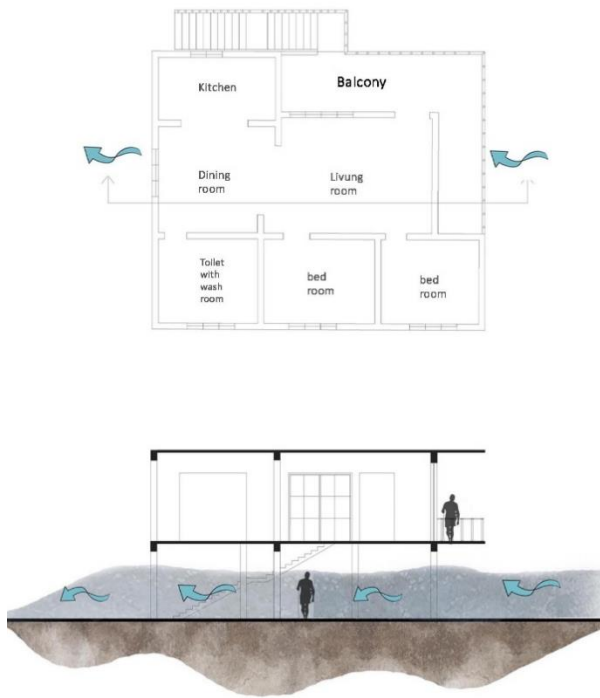 Kitchen
Balcony
Dining
room
Livung
room
Toilet
with
wash
room
bed
room
bed
room